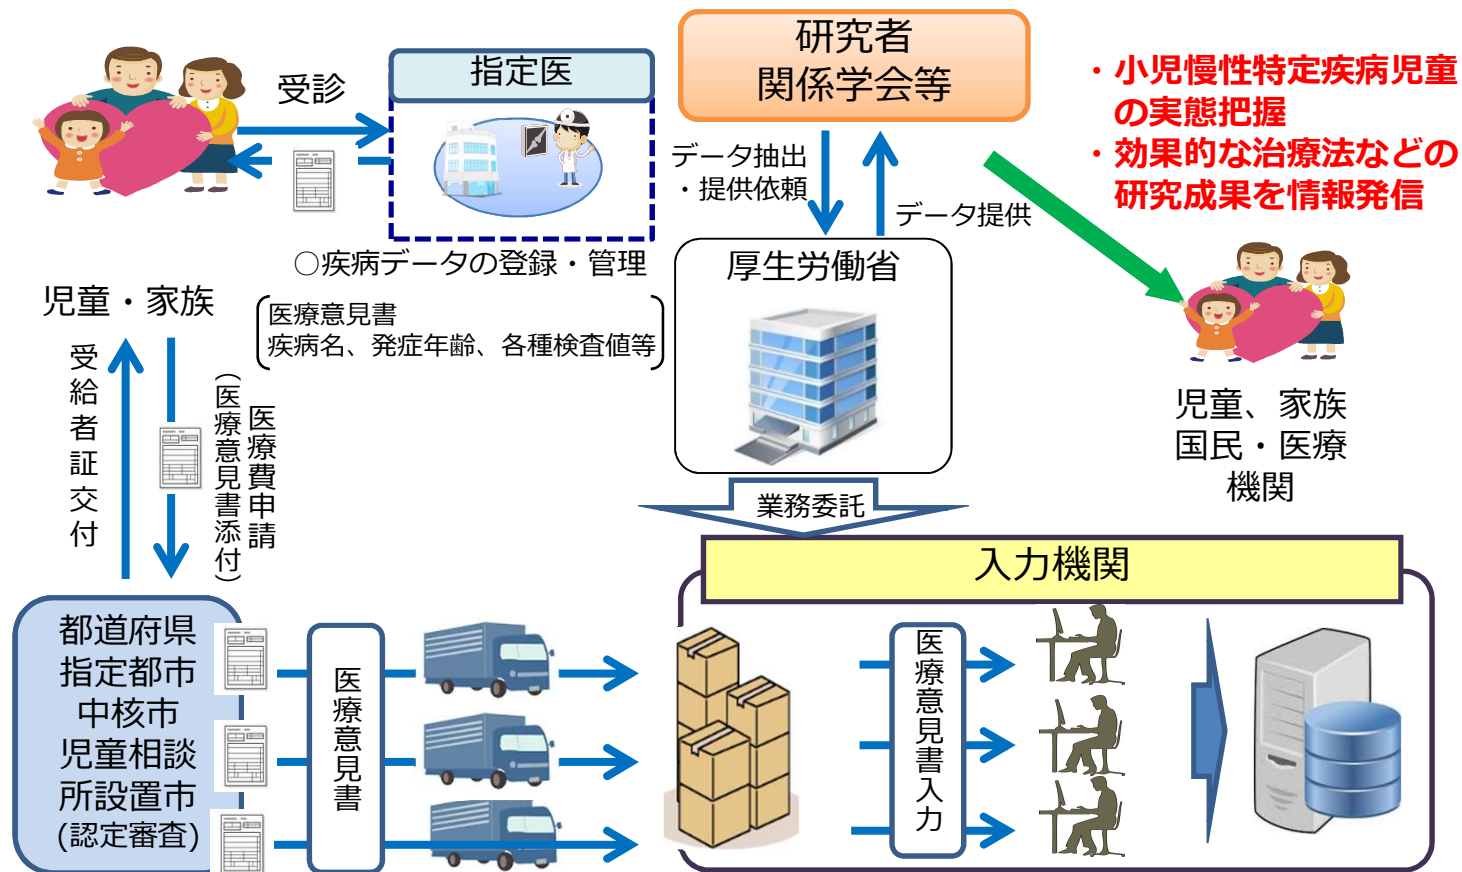 受診
指定医
研究者
関係学会等
・小児慢性特定疾病児童
の実態把握
・効果的な治療法などの
研究成果を情報発信
データ抽出
・提供依頼
データ提供
○疾病データの登録・管理
医療意見書
疾病名、発症年齢、各種検査値等
厚生労働省
児童・家族
受給者証交付
医療費申請
（医療意見書添付）
児童、家族
国民・医療
機関
業務委託
入力機関
都道府県
指定都市
中核市
児童相談
所設置市
(認定審査)
医療意見書
医療意見書入力